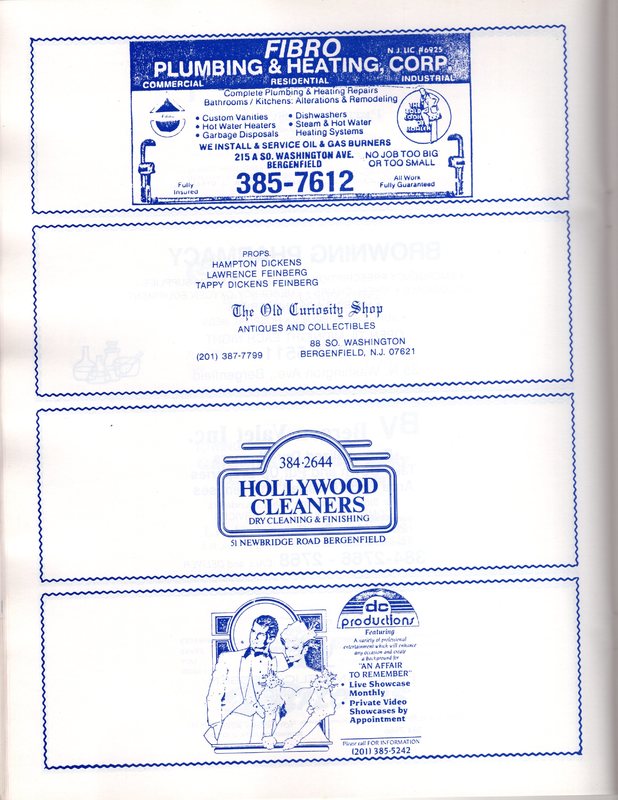 FIBRO
N.J. LIC #6925
PLUMBING & HEATING, CORP.
COMMERCIAL RESIDENTIAL INDUSTRIAL
Complete Plumbing & Heating Repairs
Bathrooms / Kitchens: Alterations & Remodeling
• Custom Vanities
• Hot Water Heaters
• Garbage Disposals
• Dishwashers
• Steam & Hot Water
Heating Systems
WE INSTALL & SERVICE OIL & GAS BURNERS
215 A SO. WASHINGTON AVE.
BERGENFIELD
NO JOB TOO BIG
OR TOO SMALL
Fully
Insured
385-7612
All Work
Fully Guaranteed
PROPS.
HAMPTON DICKENS
LAWRENCE FEINBERG
TAPPY DICKENS FEINBERG
The Old Curiosity Shop
ANTIQUES AND COLLECTIBLES
88 SO. WASHINGTON
(201) 387-7799 BERGENFIELD, N.J. 07621
384-2644
HOLLYWOOD
CLEANERS
DRY CLEANING & FINISHING
51 NEWBRIDGE ROAD BERGENFIELD
dc
productions
Featuring
A variety of professional
entertainment which will enhance
any occasion and create
a background for
"AN AFFAIR
TO REMEMBER"
• Live Showcase
Monthly
• Private Video
Showcases by
Appointment
Please call FOR INFORMATION
(201) 385-5242